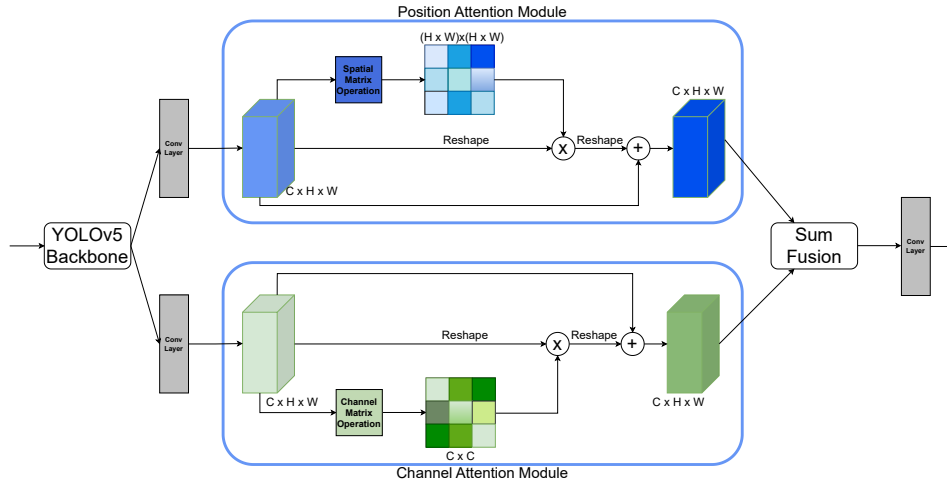 Position Attention Module
(H x W)x(H x W)
Spatial
Matrix
Operation
C x H x W
Conv
Layer
Reshape
X
Reshape
+
C x H x W
YOLOv5
Backbone
Sum
Fusion
Conv
Layer
Conv
Layer
Reshape
X
Reshape
+
C x H x W
Channel
Matrix
Operation
C x H x W
C x C
Channel Attention Module